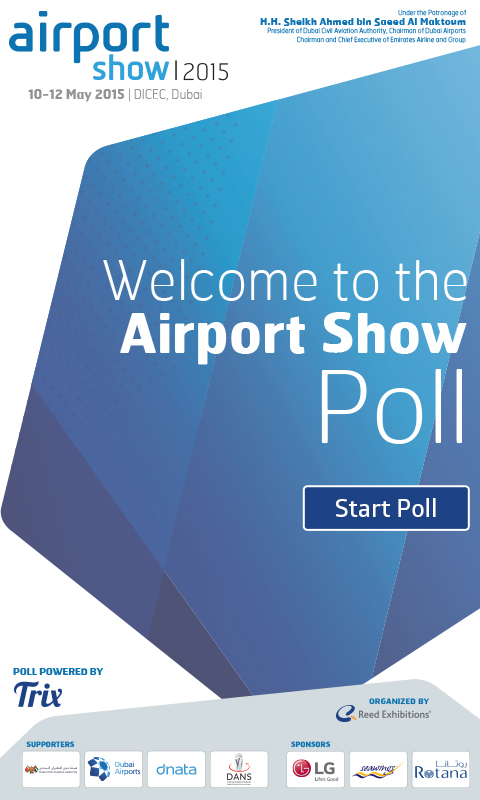 airport
show | 2015
10-12 May 2015 | DICEC, Dubai
Under the Patronage of
H.H. Sheikh Ahmed bin Saeed Al Maktoum
President of Dubai Civil Aviation Authority, Chairman of Dubai Airports
Chairman and Chief Executive of Emirates Airline and Group
Welcome to the
Airport Show
Poll
Start Poll
POLL POWERED BY
Trix
ORGANIZED BY
Reed Exhibitions®
SUPPORTERS
Dubai
Airports
dnata
DANS
SPONSORS
LG
Life's Good
SEAWINGS
روتانا
Rotana